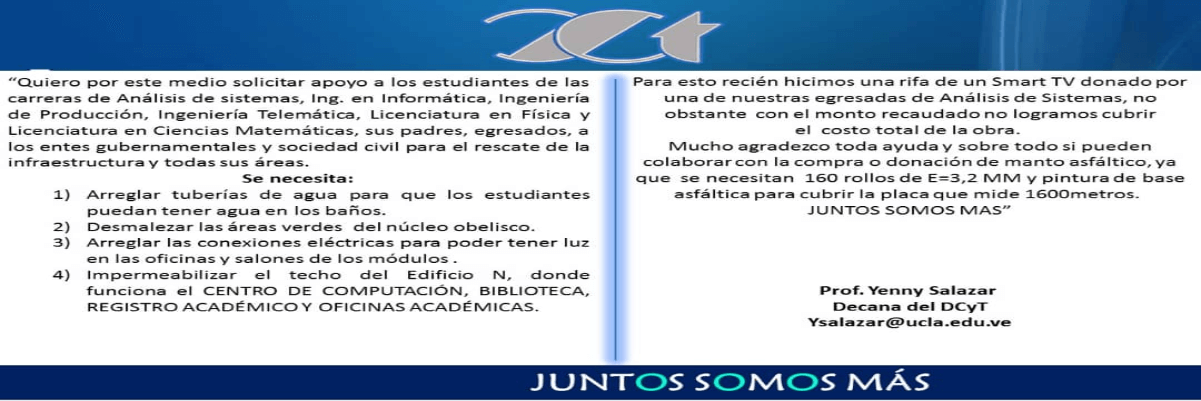 “Quiero por este medio solicitar apoyo a los estudiantes de las
carreras de Análisis de sistemas, Ing. en Informática, Ingeniería
de Producción, Ingeniería Telemática, Licenciatura en Física y
Licenciatura en Ciencias Matemáticas, sus padres, egresados, a
los entes gubernamentales y sociedad civil para el rescate de la
infraestructura y todas sus áreas.
Se necesita:
1) Arreglar tuberías de agua para que los estudiantes
puedan tener agua en los baños.
2) Desmalezar las áreas verdes del núcleo obelisco.
3) Arreglar las conexiones eléctricas para poder tener luz
en las oficinas y salones de los módulos .
4) Impermeabilizar el techo del Edificio N, donde
funciona el CENTRO DE COMPUTACIÓN, BIBLIOTECA,
REGISTRO ACADÉMICO Y OFICINAS ACADÉMICAS.
Para esto recién hicimos una rifa de un Smart TV donado por
una de nuestras egresadas de Análisis de Sistemas, no
obstante con el monto recaudado no logramos cubrir
el costo total de la obra.
Mucho agradezco toda ayuda y sobre todo si pueden
colaborar con la compra o donación de manto asfáltico, ya
que se necesitan 160 rollos de E=3,2 MM y pintura de base
asfáltica para cubrir la placa que mide 1600metros.
JUNTOS SOMOS MAS”
Prof. Yenny Salazar
Decana del DCyT
Ysalazar@ucla.edu.ve
JUNTOS SOMOS MÁS